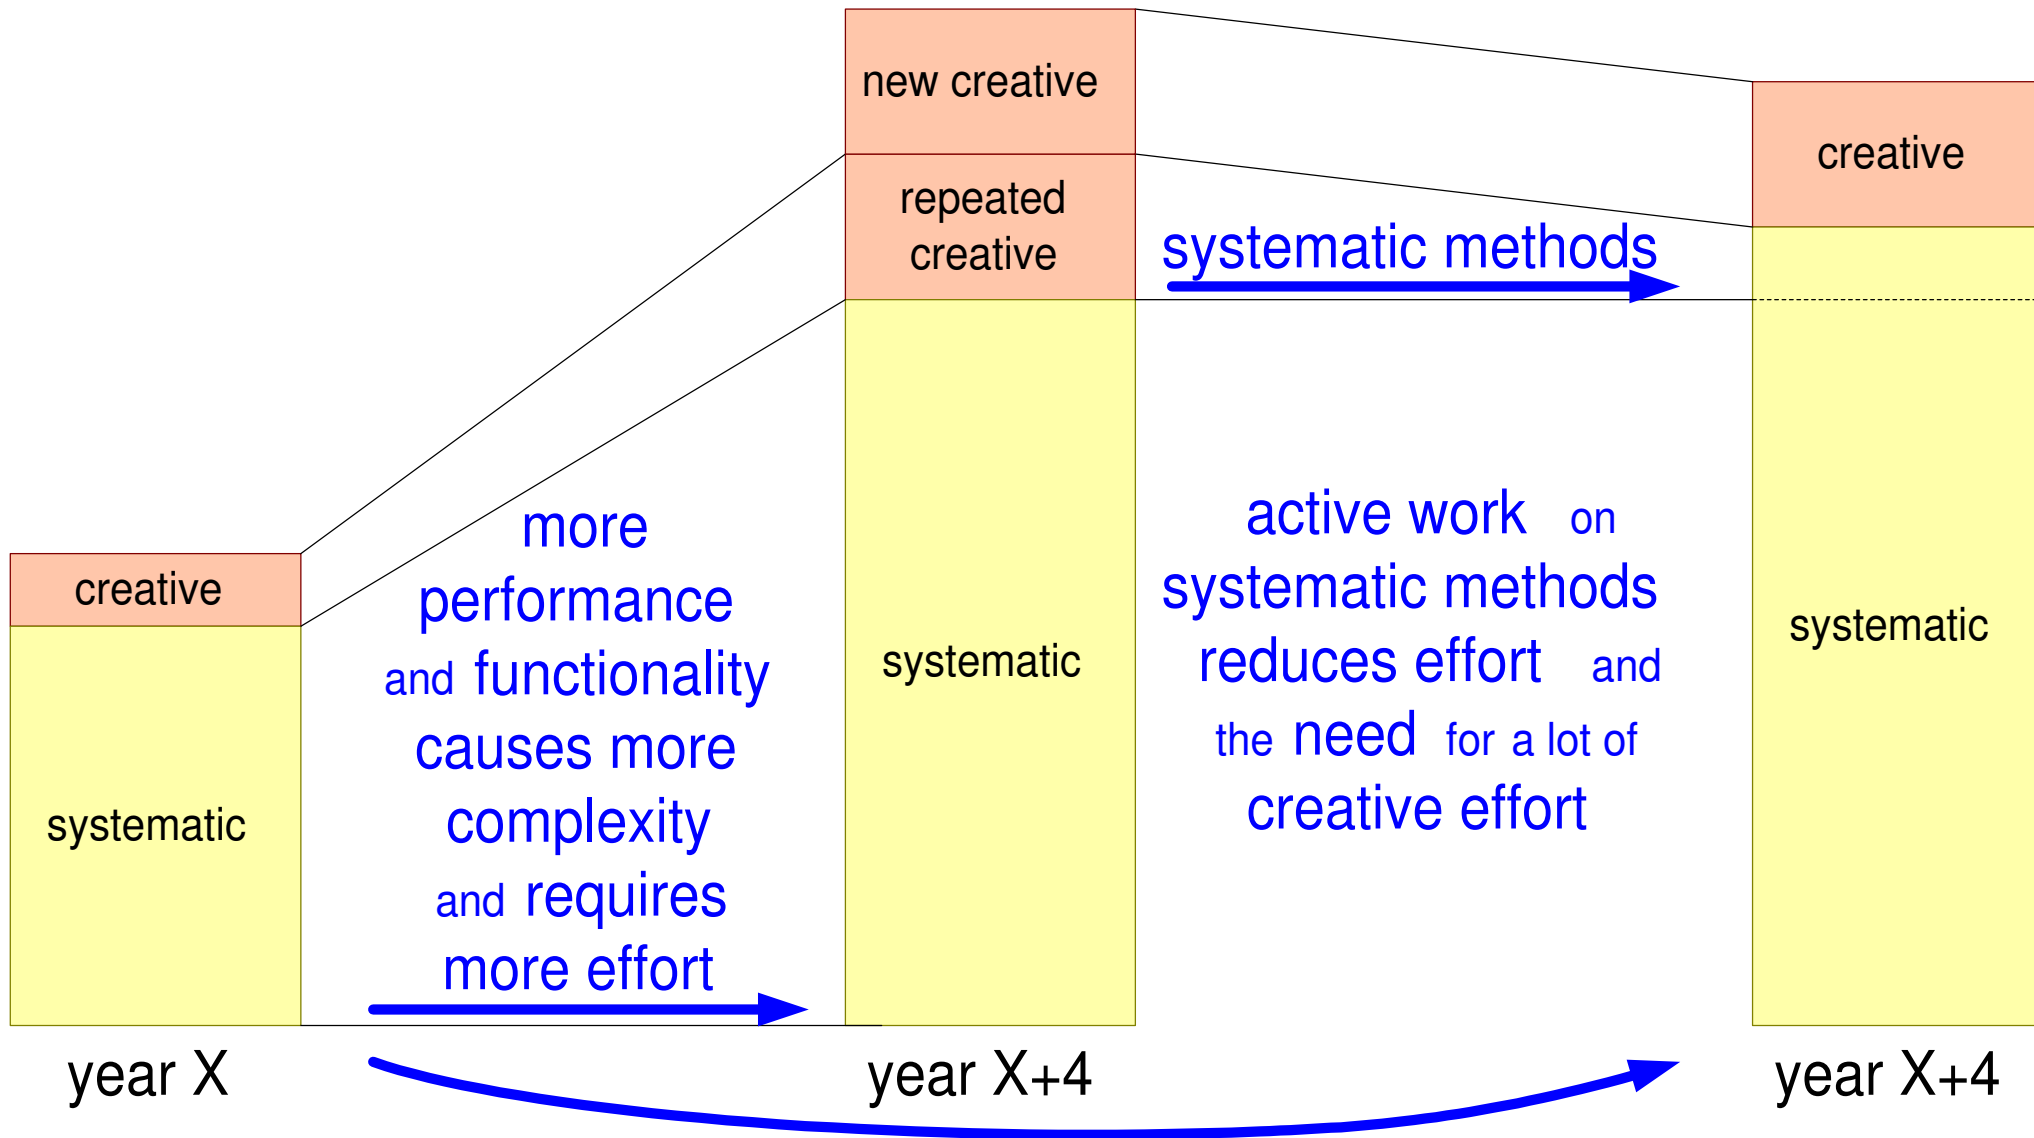 new creative
repeated
creative
systematic methods
creative
creative
systematic
more
performance
and functionality
causes more
complexity
and requires
more effort
systematic
active work on
systematic methods
reduces effort and
the need for a lot of
creative effort
systematic
year X
year X+4
year X+4